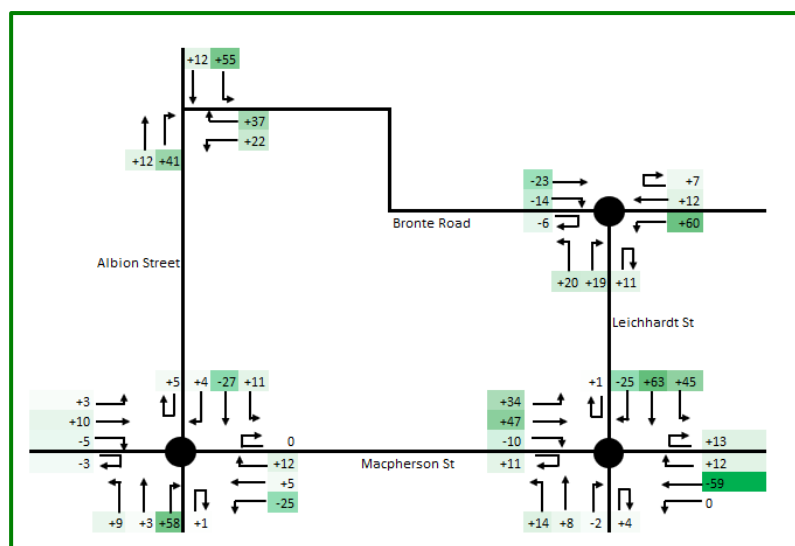 +12 +55
+37
+22
+12 +41
-23
-14
-6
+7
+12
+60
Bronte Road
Albion Street
+20 +19 +11
Leichhardt St
+5 +4 -27 +11
+1 -25 +63 +45
+3
+10
-5
-3
0
+12
+5
-25
+34
+47
-10
+11
+13
+12
-59
0
Macpherson St
+9 +3 +58 +1
+14 +8 -2 +4